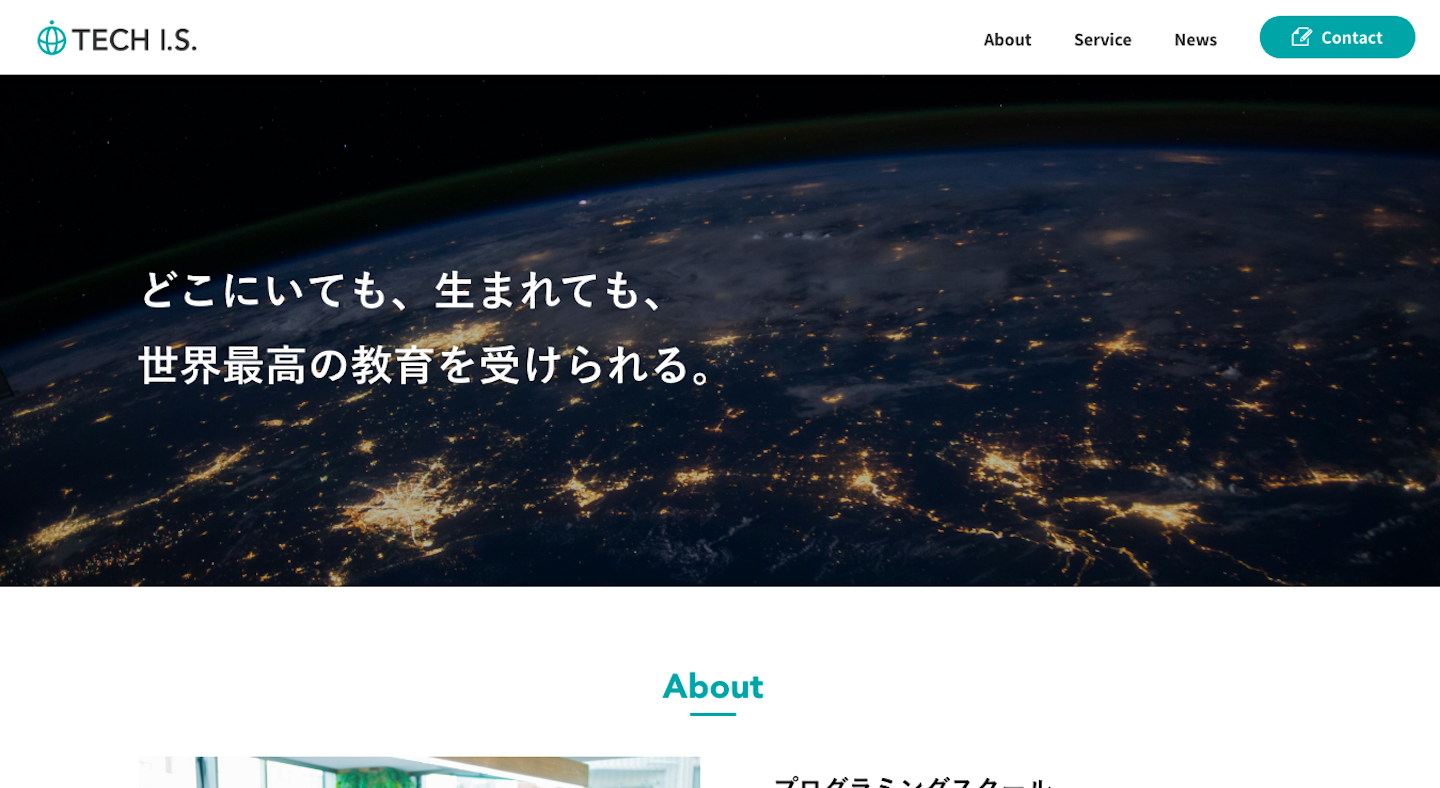 TECH I.S.
About
Service
News
Contact
どこにいても、生まれても、
世界最高の教育を受けられる。
About
プログラミングスクール